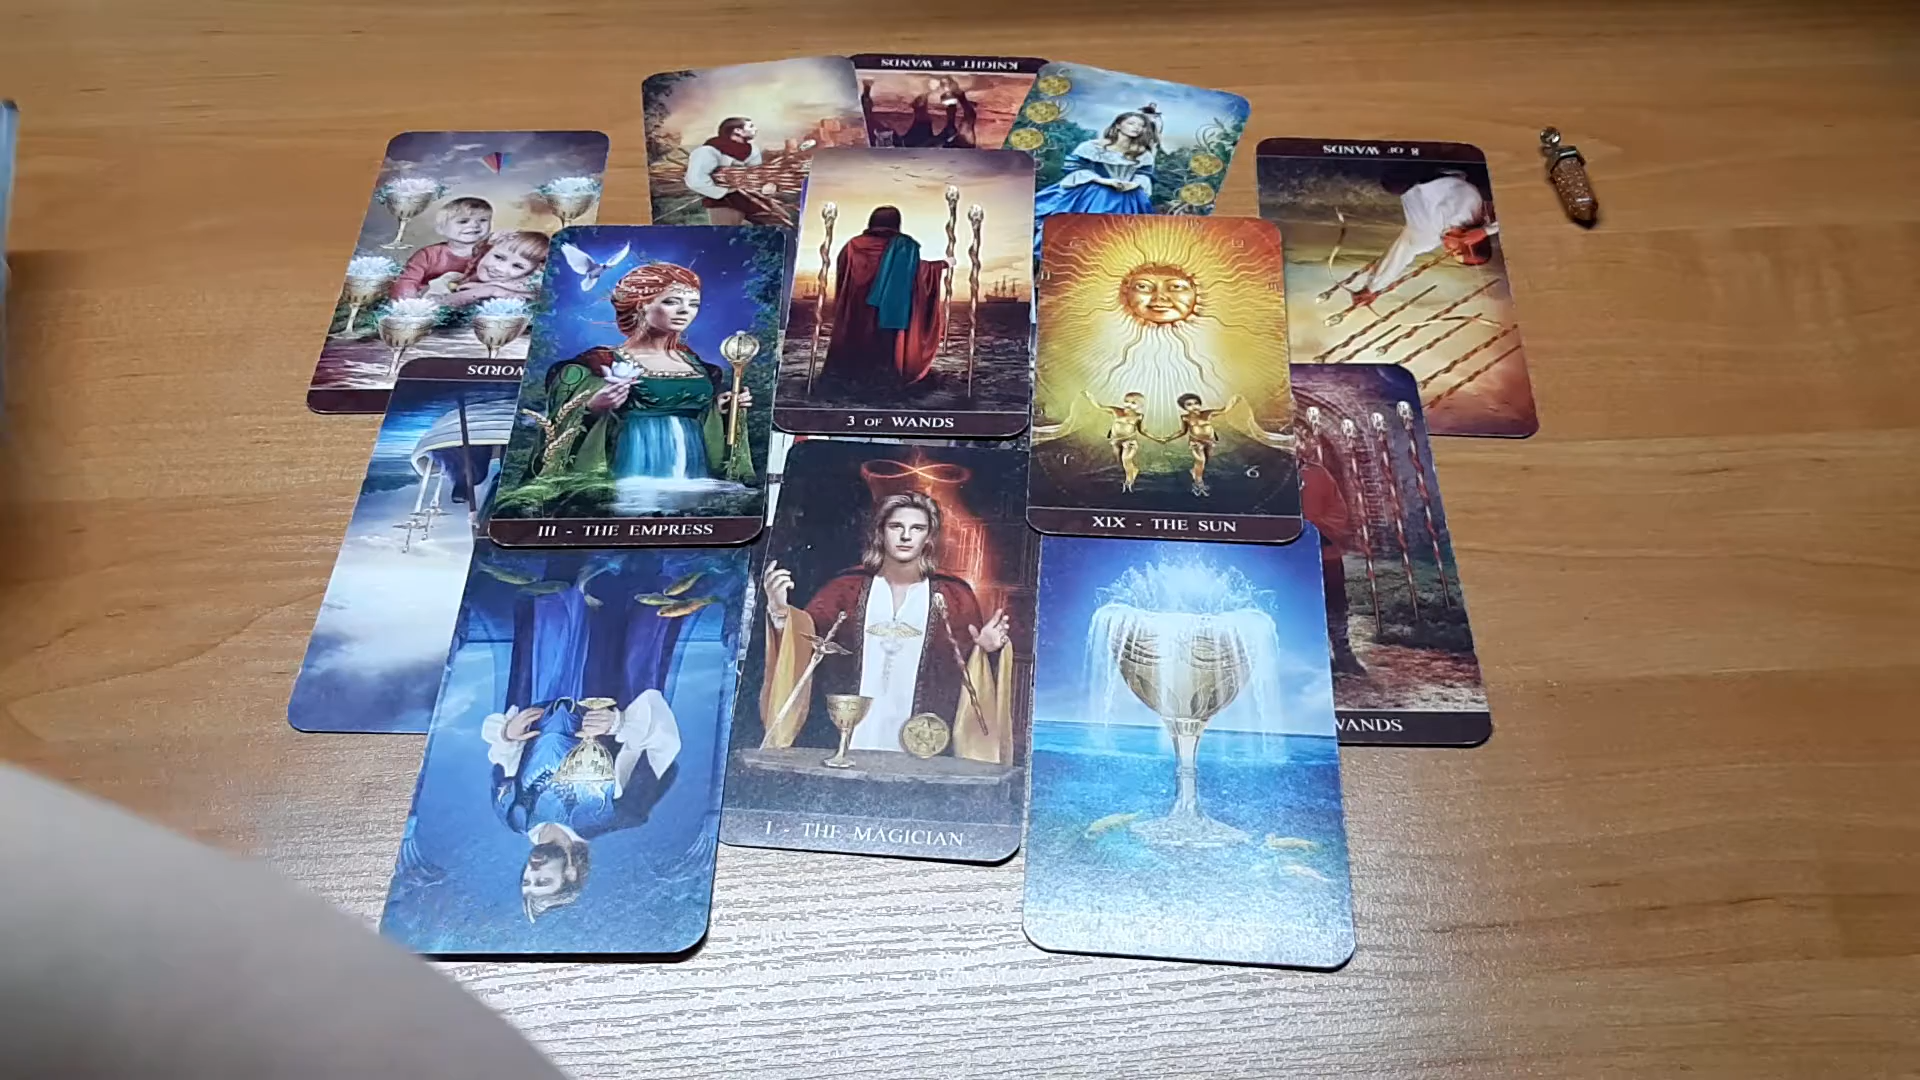 KNIGHT OF WANDS
8 OF WANDS
WORDS
3 OF WANDS
III - THE EMPRESS
XIX - THE SUN
WANDS
I - THE MAGICIAN
CUPS